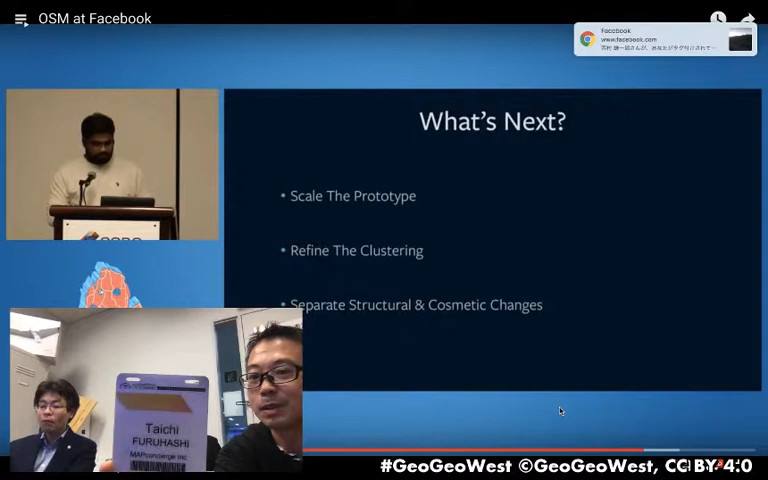 OSM at Facebook
Facebook
www.facebook.com
What's Next?
• Scale The Prototype
• Refine The Clustering
• Separate Structural & Cosmetic Changes
Taichi
FURUHASHI
MAPconcierge Inc
#GeoGeoWest ©GeoGeoWest, CC BY 4.0